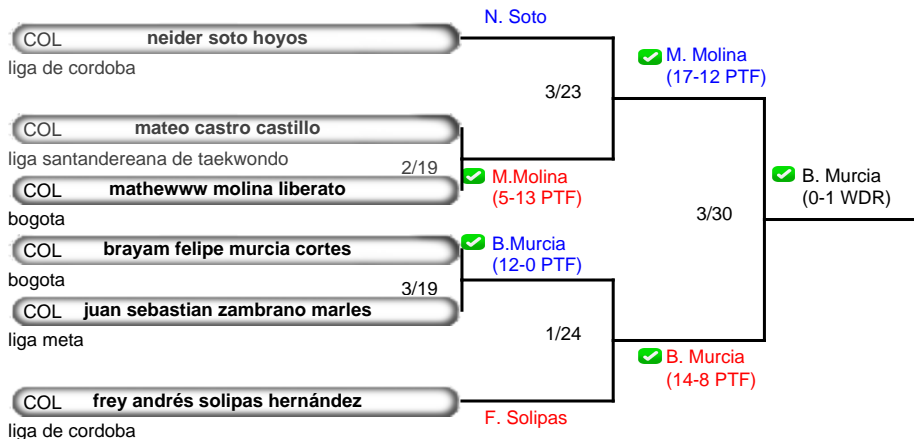 N. Soto
COL neider soto hoyos
liga de cordoba
M. Molina
(17-12 PTF)
3/23
COL mateo castro castillo
liga santandereana de taekwondo
2/19
M.Molina
(5-13 PTF)
COL mathewww molina liberato
bogota
B. Murcia
(0-1 WDR)
3/30
COL brayam felipe murcia cortes
bogota
B.Murcia
(12-0 PTF)
3/19
COL juan sebastian zambrano marles
liga meta
1/24
B. Murcia
(14-8 PTF)
COL frey andrés solipas hernández
liga de cordoba
F. Solipas